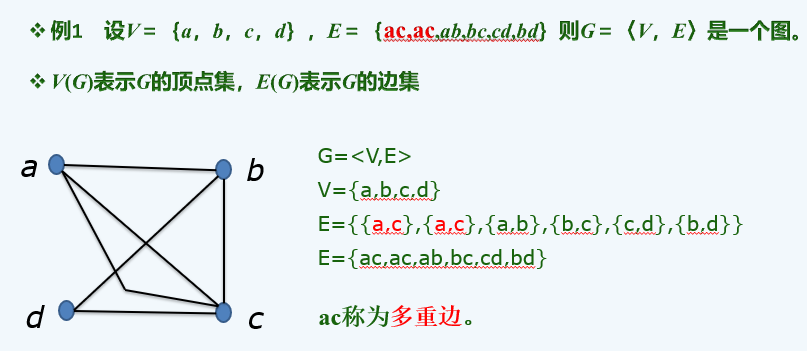 ❖ 例1 设V=｛a，b，c，d｝，E=｛ac,ac,ab,bc,cd,bd｝则G=〈V，E〉是一个图。
❖ V(G)表示G的顶点集，E(G)表示G的边集
a
b
d
c
G=<V,E>
V={a,b,c,d}
E={{a,c},{a,c},{a,b},{b,c},{c,d},{b,d}}
E={ac,ac,ab,bc,cd,bd}
ac称为多重边。